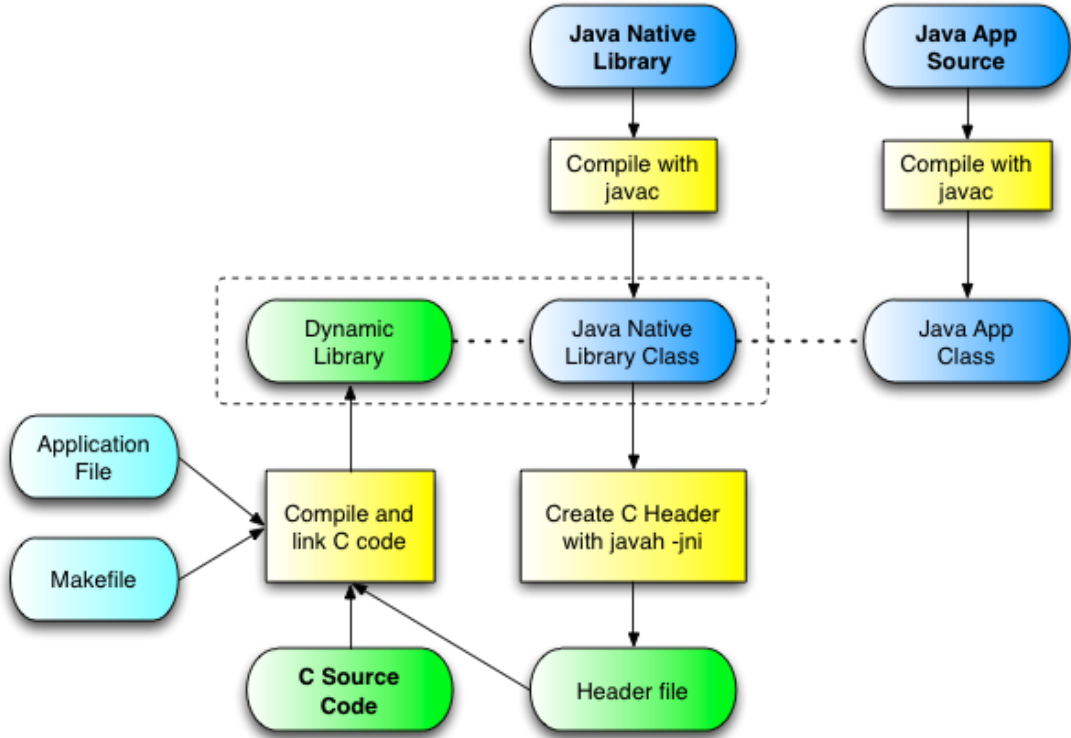 Java Native
Library
Java App
Source
Compile with
javac
Compile with
javac
Dynamic
Library
Java Native
Library Class
Java App
Class
Application
File
Compile and
link C code
Create C Header
with javah -jni
Makefile
C Source
Code
Header file